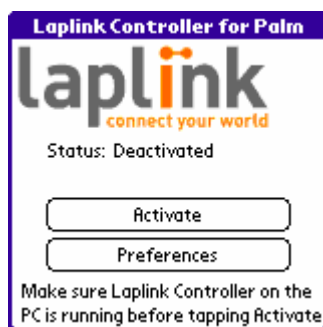 Laplink Controller for Palm
laplink
connect your world
Status: Deactivated
Activate
Preferences
Make sure Laplink Controller on the
PC is running before tapping Activate